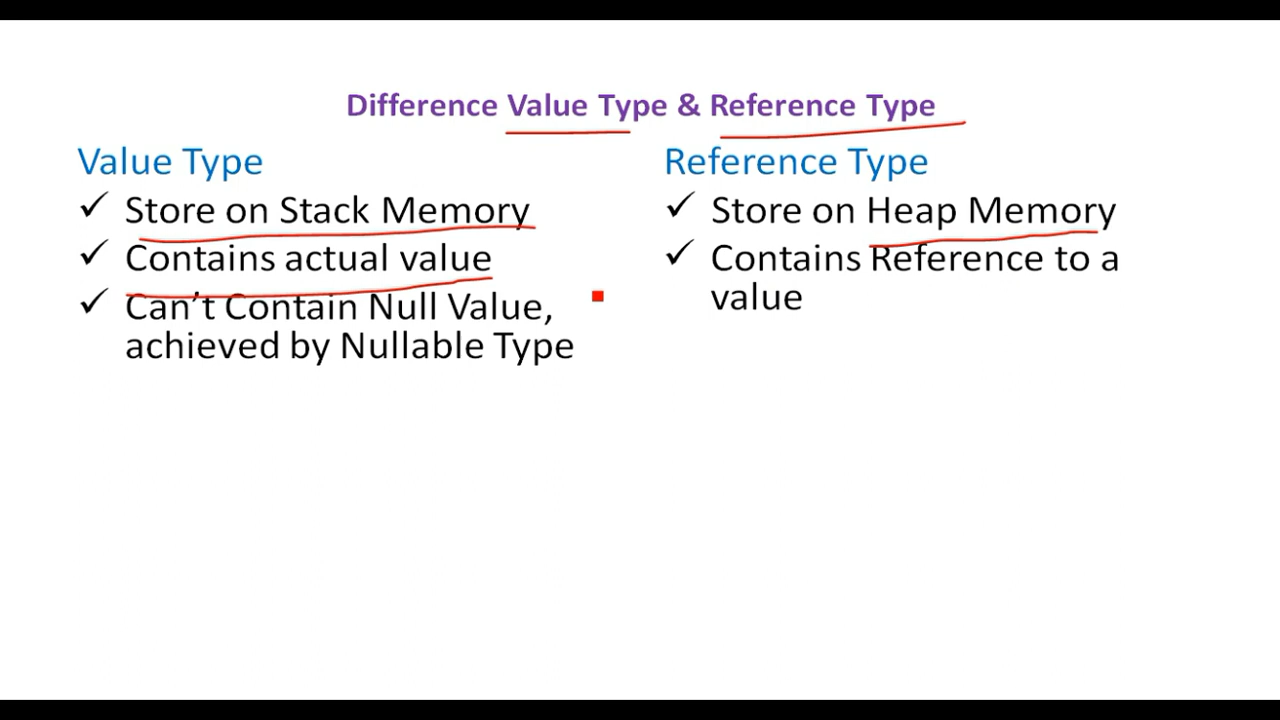 Difference Value Type & Reference Type
Value Type
✓ Store on Stack Memory
✓ Contains actual value
✓ Can't Contain Null Value,
achieved by Nullable Type
Reference Type
✓ Store on Heap Memory
✓ Contains Reference to a
value